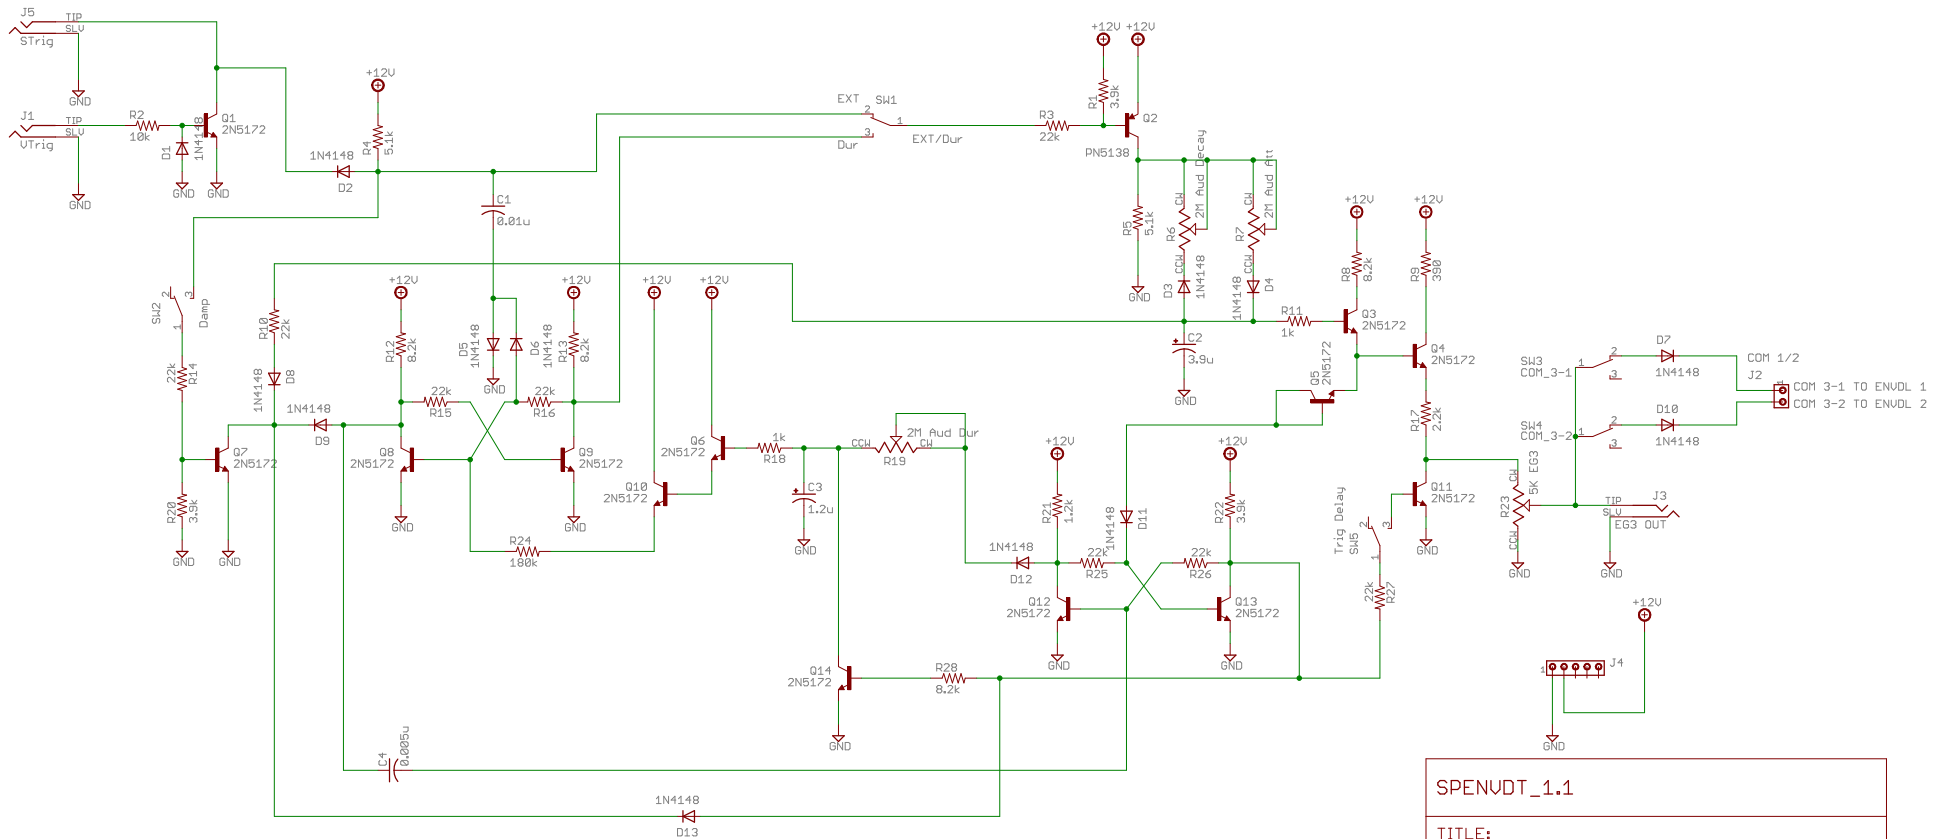 J5
TIP
SLV
STrig
GND
J1
TIP
SLV
VTrig
GND
R2
10k
D1
1N4148
GND
Q1
2N5172
GND
+12V
R4
5.1k
1N4148
D2
C1
0.01u
EXT
SW1
2
1
3
Dur
EXT/Dur
R3
22k
+12V
+12V
R1
3.9k
Q2
PN5138
R5
5.1k
GND
CW
R6
2M Aud Decay
CCW
D3
1N4148
CW
R7
2M Aud Att
CCW
1N4148
D4
R11
1k
C2
3.9u
GND
+12V
R8
8.2k
Q3
2N5172
+12V
R9
390
Q4
2N5172
Q5
2N5172
R17
2.2k
SW2
2
3
1
Damp
22k
R14
R20
3.9k
GND
R10
22k
1N4148
D8
Q7
2N5172
GND
1N4148
D9
+12V
R12
8.2k
22k
R15
Q8
2N5172
GND
D5
1N4148
GND
D6
1N4148
+12V
R13
8.2k
22k
R16
Q9
2N5172
GND
+12V
Q10
2N5172
R24
180k
+12V
Q6
2N5172
1k
R18
C3
1.2u
GND
CCW
2M Aud Dur
CW
R19
+12V
R21
1.2k
1N4148
D12
22k
R25
Q12
2N5172
GND
1N4148
D11
+12V
R22
3.9k
22k
R26
Q13
2N5172
GND
Trig Delay
SW5
2
3
1
22k
R27
Q11
2N5172
GND
CW
R23
5K EG3
CCW
GND
SW3
COM_3-1
1
2
3
D7
1N4148
SW4
COM_3-2
1
2
3
D10
1N4148
COM 1/2
J2
1
COM 3-1 TO ENVDL 1
COM 3-2 TO ENVDL 2
TIP
SLV
J3
EG3 OUT
GND
Q14
2N5172
GND
R28
8.2k
C4
0.005u
1N4148
D13
+12V
1
J4
GND
SPENVDT_1.1
TITLE: